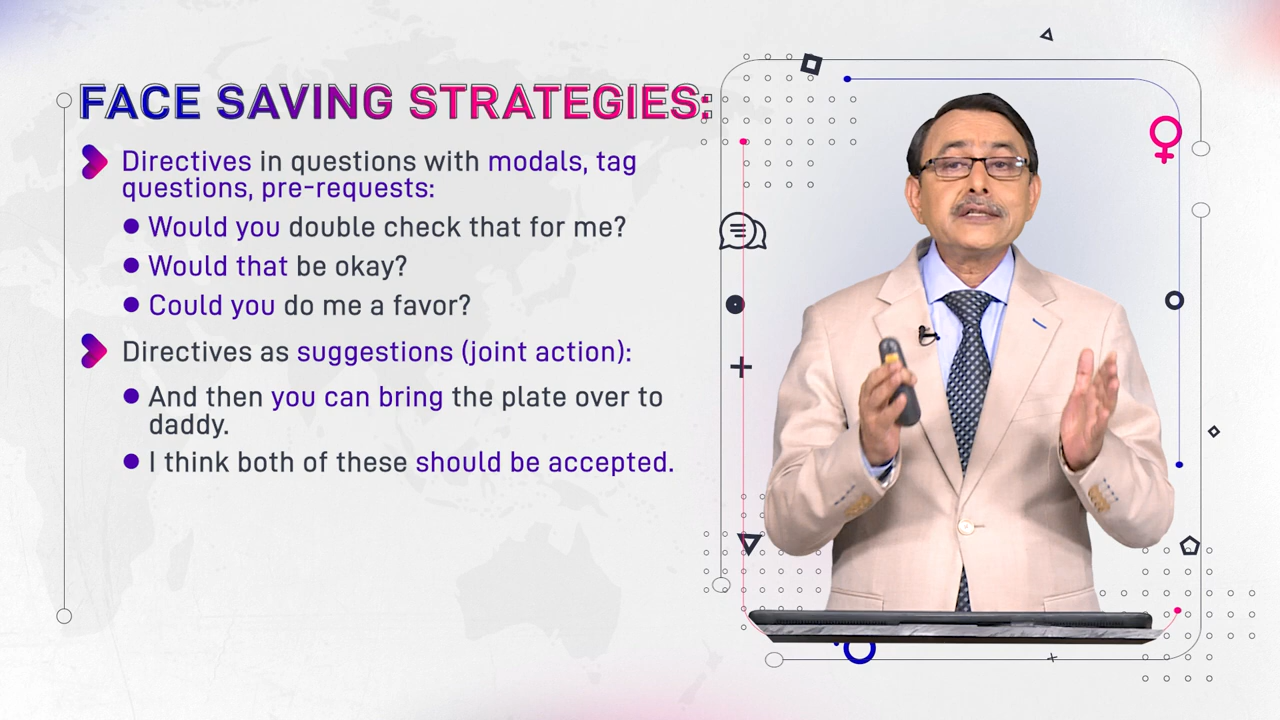 FACE SAVING STRATEGIES:
Directives in questions with modals, tag
questions, pre-requests:
Would you double check that for me?
Would that be okay?
Could you do me a favor?
Directives as suggestions (joint action):
And then you can bring the plate over to
daddy.
I think both of these should be accepted.